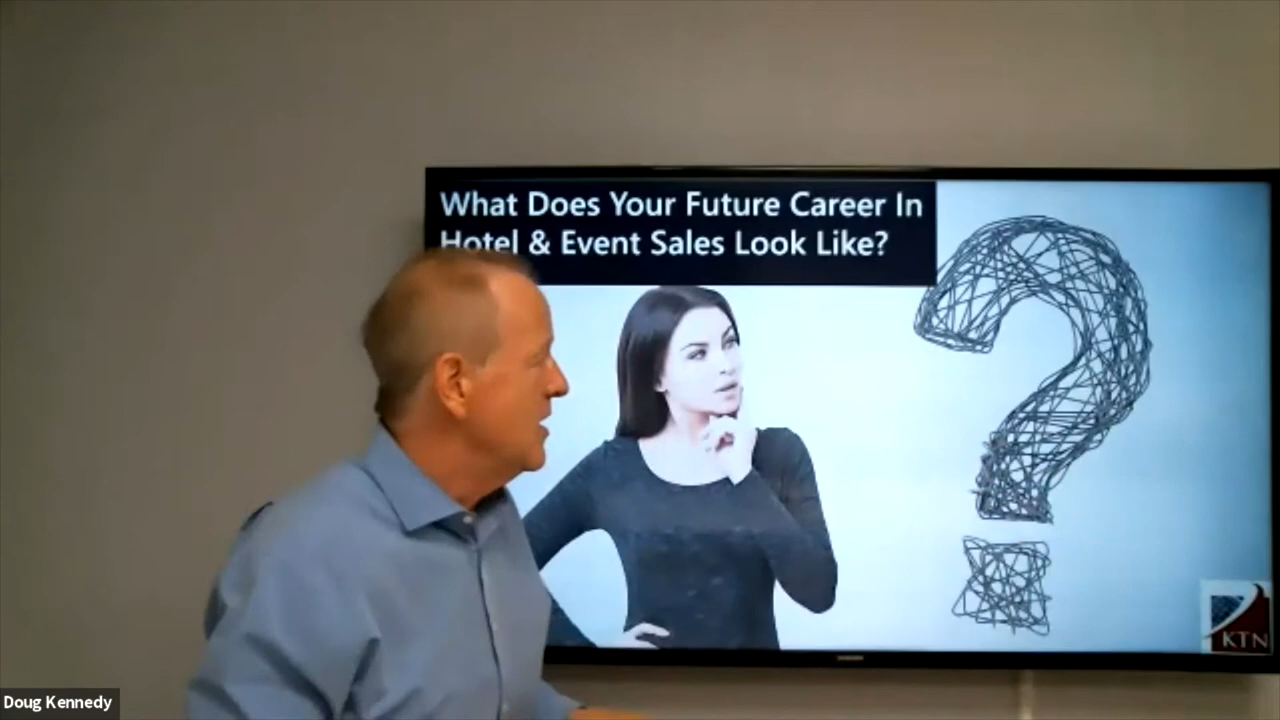 What Does Your Future Career In
Hotel & Event Sales Look Like?
KTN
Doug Kennedy